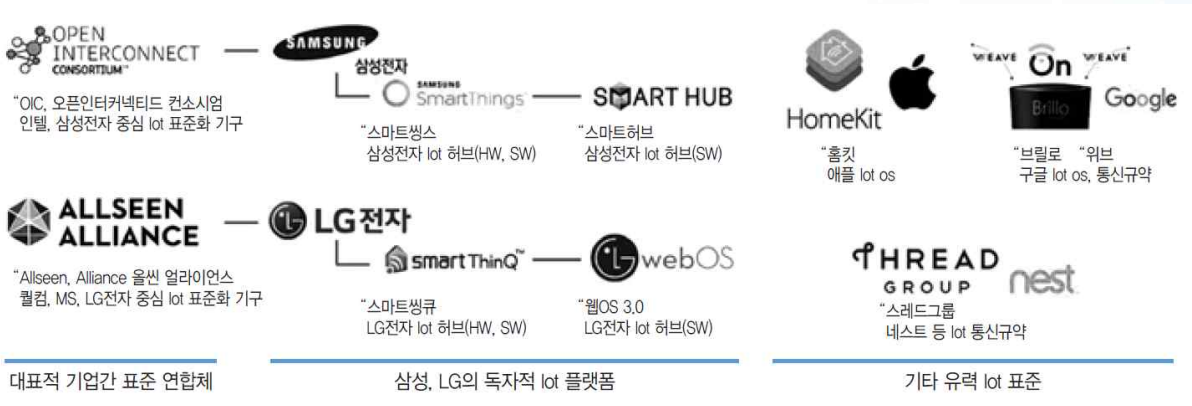 OPEN
INTERCONNECT
CONSORTIUM™
“OIC, 오픈인터커넥티드 컨소시엄
인텔, 삼성전자 중심 Iot 표준화 기구
SAMSUNG
삼성전자
SAMSUNG
SmartThings
“스마트씽스
삼성전자 Iot 허브(HW, SW)
SMART HUB
“스마트허브
삼성전자 Iot 허브(SW)
HomeKit
“홈킷
애플 Iot os
WEAVE On WEAVE
Brillo
Google
“브릴로 “위브
구글 Iot os, 통신규약
ALLSEEN
ALLIANCE
“Allseen, Alliance 올씬 얼라이언스
퀄컴, MS, LG전자 중심 Iot 표준화 기구
LG전자
smart ThinQ™
“스마트씽큐
LG전자 Iot 허브(HW, SW)
webOS
“웹OS 3.0
LG전자 Iot 허브(SW)
THREAD
GROUP
nest
“스레드그룹
네스트 등 Iot 통신규약
대표적 기업간 표준 연합체
삼성, LG의 독자적 Iot 플랫폼
기타 유력 Iot 표준